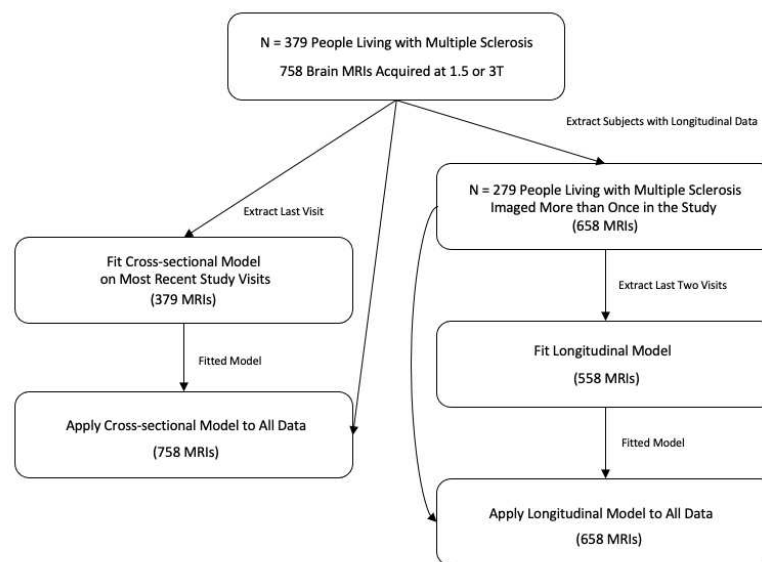 N = 379 People Living with Multiple Sclerosis
758 Brain MRIs Acquired at 1.5 or 3T
Extract Subjects with Longitudinal Data
N = 279 People Living with Multiple Sclerosis
Imaged More than Once in the Study
(658 MRIs)
Extract Last Visit
Fit Cross-sectional Model
on Most Recent Study Visits
(379 MRIs)
Extract Last Two Visits
Fit Longitudinal Model
(558 MRIs)
Fitted Model
Apply Cross-sectional Model to All Data
(758 MRIs)
Fitted Model
Apply Longitudinal Model to All Data
(658 MRIs)